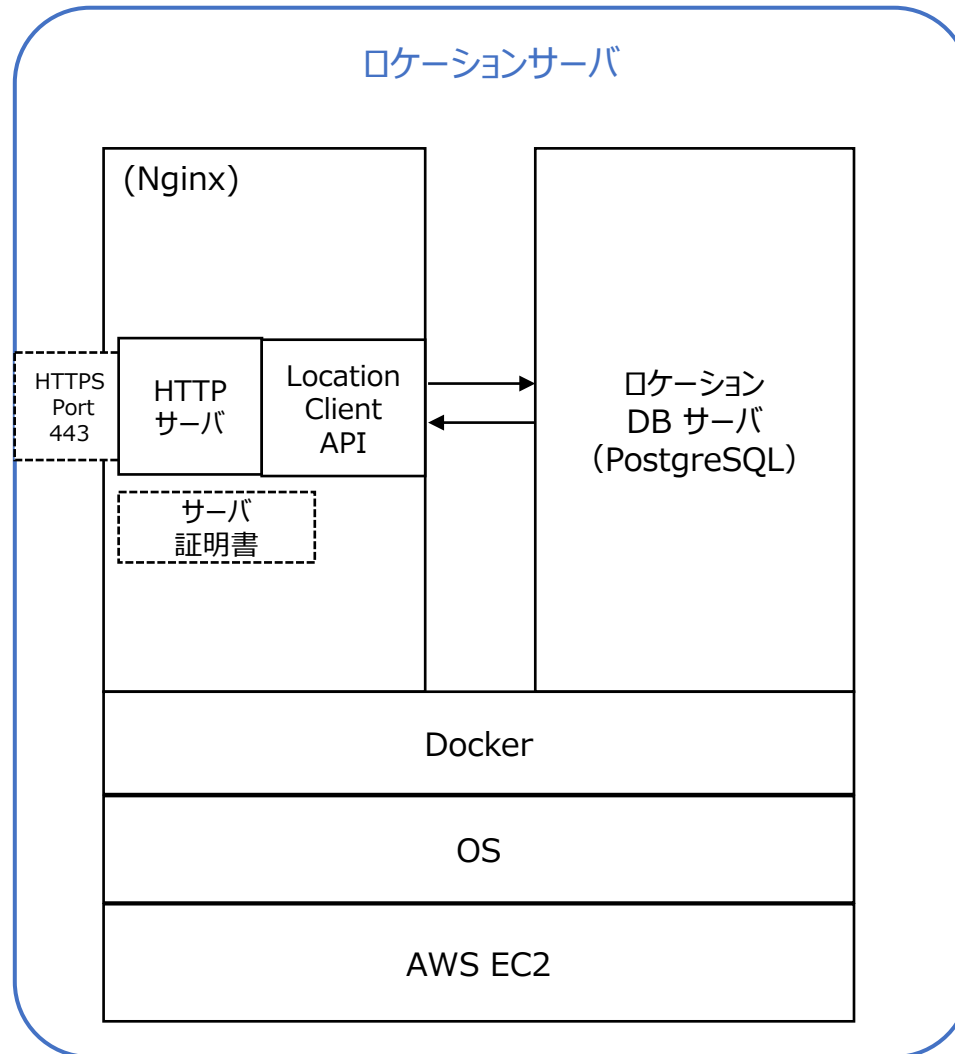 ロケーションサーバ
(Nginx)
HTTPS
Port
443
HTTP
サーバ
Location
Client
API
サーバ
証明書
ロケーション
DB サーバ
（PostgreSQL）
Docker
OS
AWS EC2